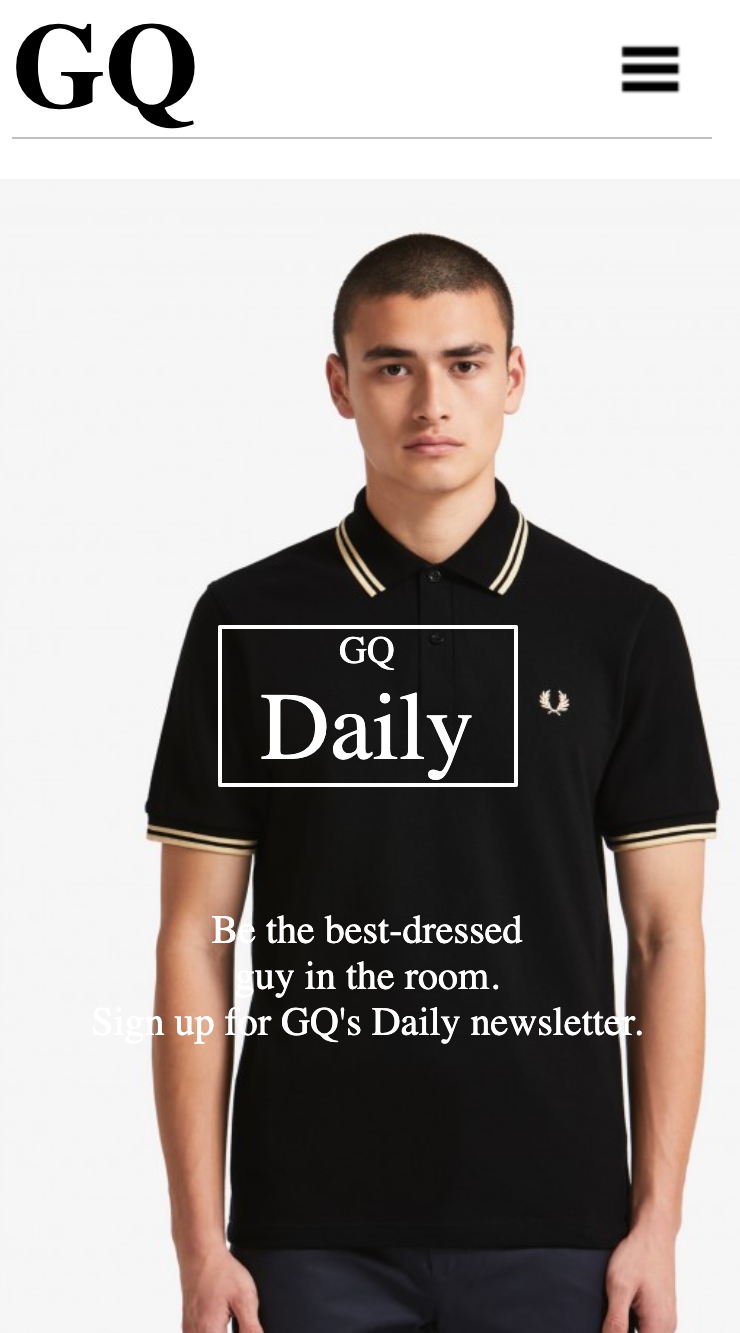 GQ
GQ
Daily
Be the best-dressed
guy in the room.
Sign up for GQ's Daily newsletter.